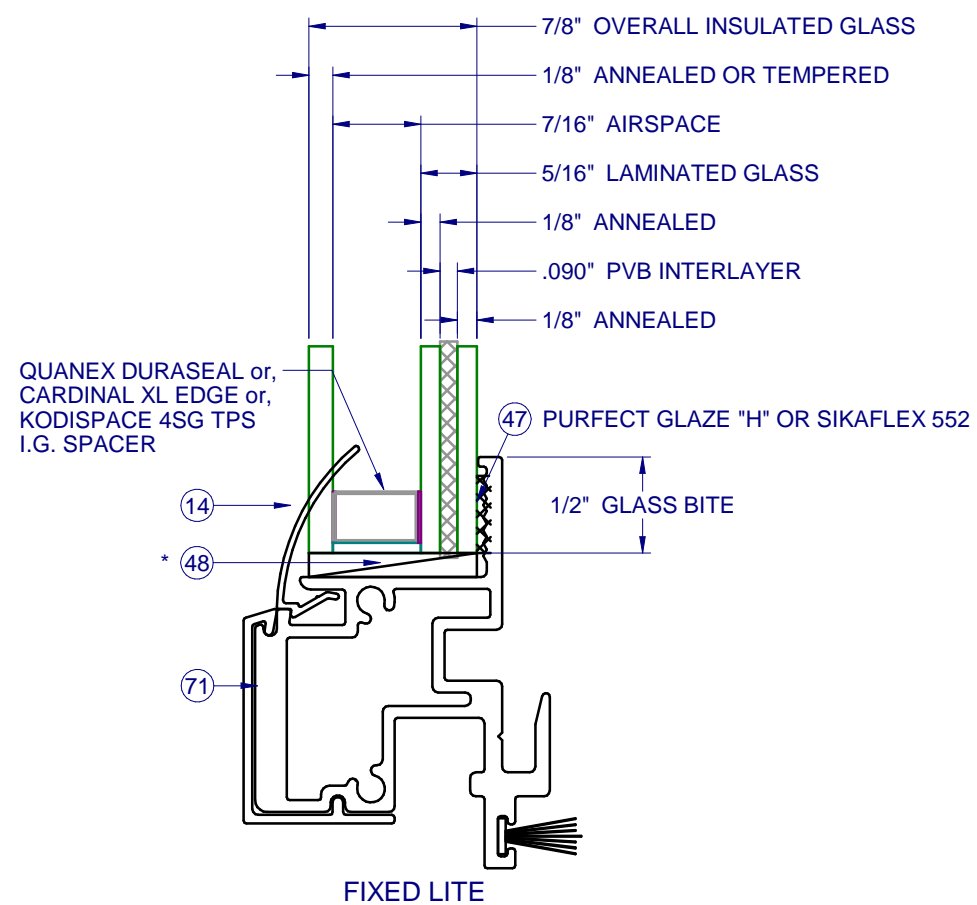 7/8" OVERALL INSULATED GLASS
1/8" ANNEALED OR TEMPERED
7/16" AIRSPACE
5/16" LAMINATED GLASS
1/8" ANNEALED
.090" PVB INTERLAYER
1/8" ANNEALED
QUANEX DURASEAL or,
CARDINAL XL EDGE or,
KODISPACE 4SG TPS
I.G. SPACER
47 PURFECT GLAZE "H" OR SIKAFLEX 552
1/2" GLASS BITE
14
* 48
71
FIXED LITE